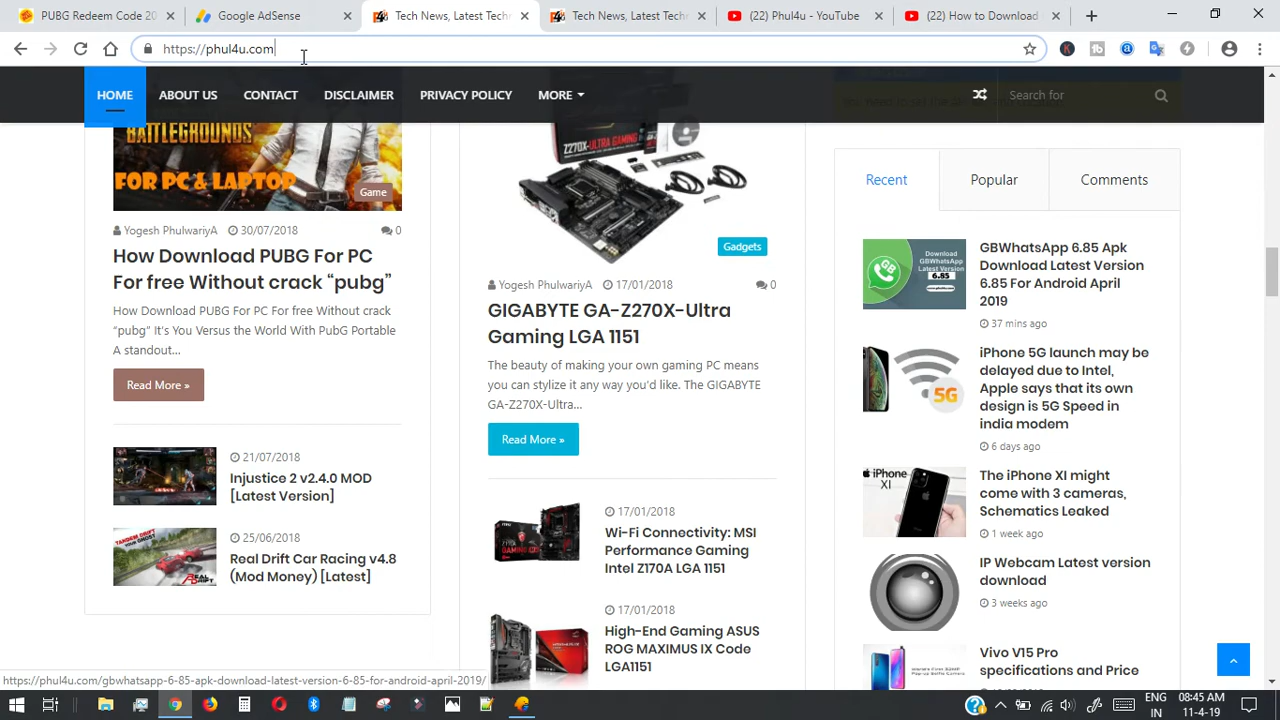 PUBG Redeem Code 20
Google AdSense
Tech News, Latest Techn
Tech News, Latest Techn
(22) Phul4u - YouTube
(22) How to Download
https://phul4u.com
HOME
ABOUT US
CONTACT
DISCLAIMER
PRIVACY POLICY
MORE
Search for
BATTLEGROUNDS
FOR PC & LAPTOP
Game
Yogesh PhulwariyA 30/07/2018 0
How Download PUBG For PC
For free Without crack “pubg”
How Download PUBG For PC For free Without crack
“pubg” It's You Versus the World With PubG Portable
A standout…
Read More »
21/07/2018
Injustice 2 v2.4.0 MOD
[Latest Version]
25/06/2018
Real Drift Car Racing v4.8
(Mod Money) [Latest]
Z270X-ULTRA GAMING
Gadgets
Yogesh PhulwariyA 17/01/2018 0
GIGABYTE GA-Z270X-Ultra
Gaming LGA 1151
The beauty of making your own gaming PC means
you can stylize it any way you'd like. The GIGABYTE
GA-Z270X-Ultra…
Read More »
17/01/2018
Wi-Fi Connectivity: MSI
Performance Gaming
Intel Z170A LGA 1151
17/01/2018
High-End Gaming ASUS
ROG MAXIMUS IX Code
LGA1151
Recent
Popular
Comments
Download
GBWhatsApp
Latest Version
6.85
GBWhatsApp 6.85 Apk
Download Latest Version
6.85 For Android April
2019
37 mins ago
5G
iPhone 5G launch may be
delayed due to Intel,
Apple says that its own
design is 5G Speed in
india modem
6 days ago
iPhone
XI
The iPhone XI might
come with 3 cameras,
Schematics Leaked
1 week ago
IP Webcam Latest version
download
3 weeks ago
Vivo V15 Pro
specifications and Price
https://phul4u.com/gbwhatsapp-6-85-apk-download-latest-version-6-85-for-android-april-2019/
ENG
IN
08:45 AM
11-4-19